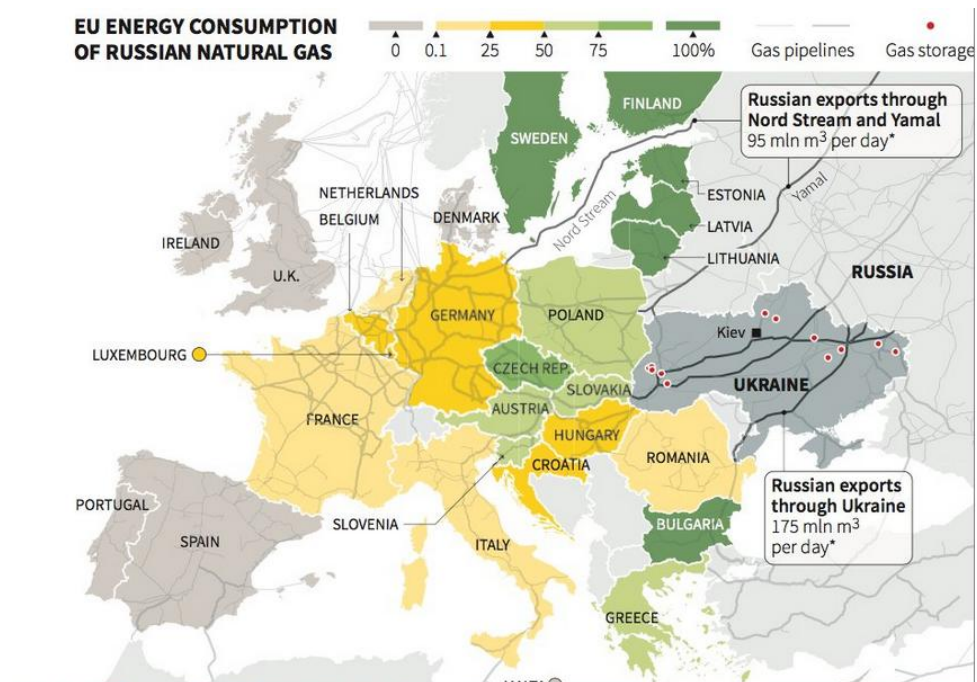 EU ENERGY CONSUMPTION
OF RUSSIAN NATURAL GAS
0 0.1 25 50 75 100%
Gas pipelines
Gas storage
FINLAND
SWEDEN
Russian exports through
Nord Stream and Yamal
95 mln m³ per day*
NETHERLANDS
BELGIUM
DENMARK
ESTONIA
Yamal
Nord Stream
LATVIA
IRELAND
LITHUANIA
U.K.
RUSSIA
GERMANY
POLAND
Kiev
LUXEMBOURG
CZECH REP.
SLOVAKIA
UKRAINE
AUSTRIA
FRANCE
HUNGARY
ROMANIA
CROATIA
PORTUGAL
SLOVENIA
SPAIN
ITALY
BULGARIA
Russian exports
through Ukraine
175 mln m³
per day*
GREECE